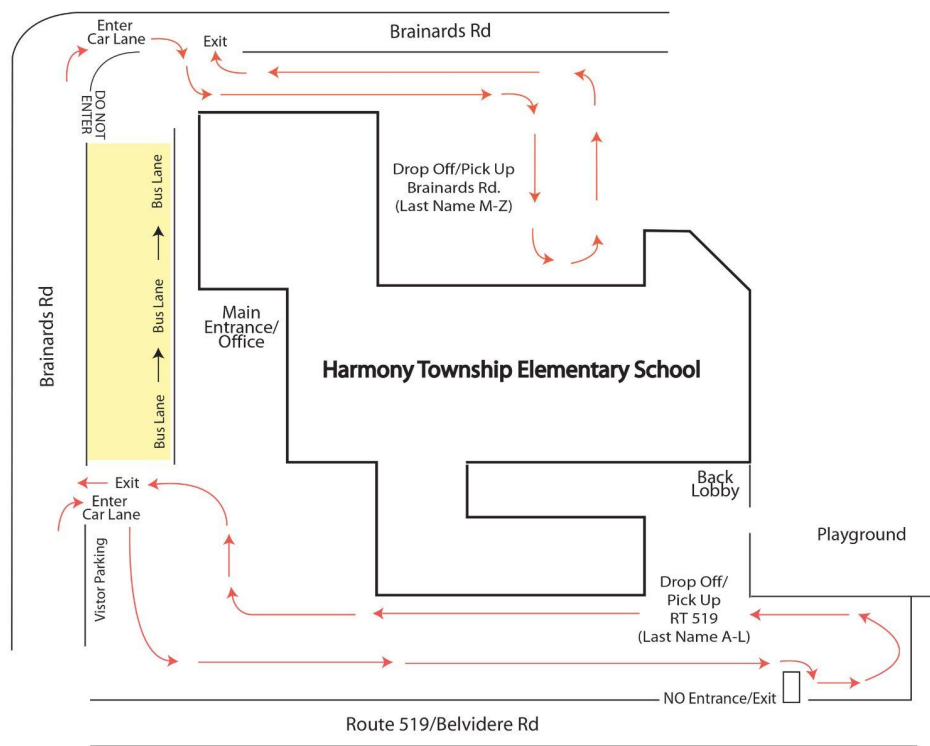 Enter
Car Lane
Exit
Brainards Rd
DO NOT
ENTER
Bus Lane
Bus Lane
Bus Lane
Brainards Rd
Drop Off/Pick Up
Brainards Rd.
(Last Name M-Z)
Main
Entrance/
Office
Harmony Township Elementary School
Exit
Enter
Car Lane
Vistor Parking
Back
Lobby
Playground
Drop Off/
Pick Up
RT 519
(Last Name A-L)
NO Entrance/Exit
Route 519/Belvidere Rd